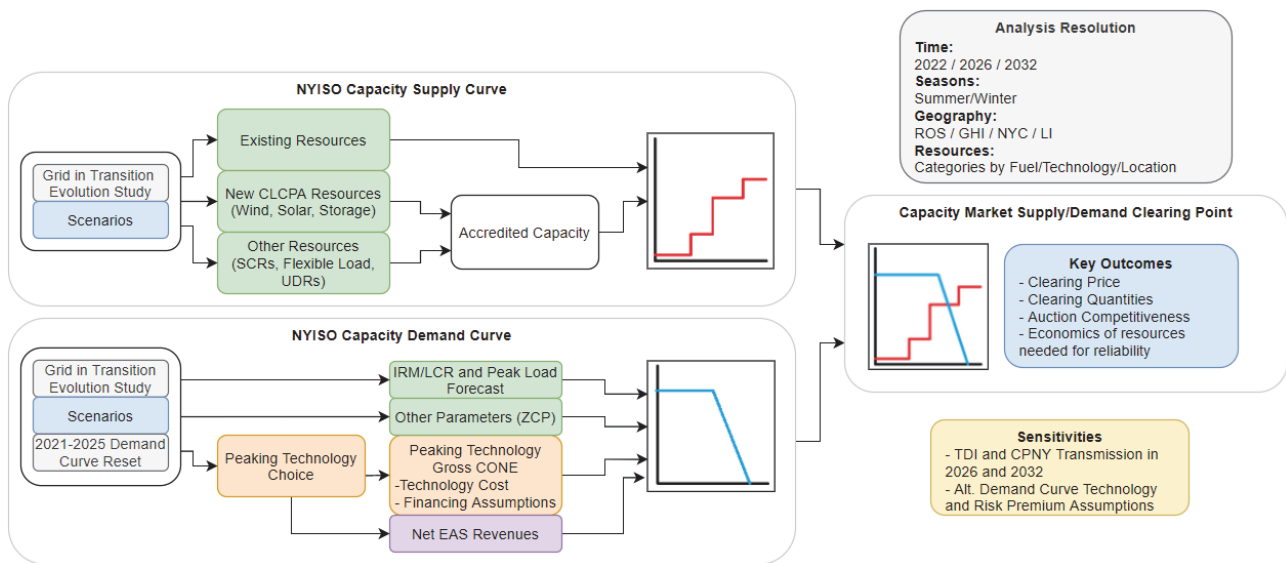 Analysis Resolution
Time:
2022 / 2026 / 2032
Seasons:
Summer/Winter
Geography:
ROS / GHI / NYC / LI
Resources:
Categories by Fuel/Technology/Location
NYISO Capacity Supply Curve
Grid in Transition
Evolution Study
Scenarios
Existing Resources
New CLCPA Resources
(Wind, Solar, Storage)
Other Resources
(SCRs, Flexible Load,
UDRs)
Accredited Capacity
NYISO Capacity Demand Curve
Grid in Transition
Evolution Study
Scenarios
2021-2025 Demand
Curve Reset
Peaking Technology
Choice
IRM/LCR and Peak Load
Forecast
Other Parameters (ZCP)
Peaking Technology
Gross CONE
-Technology Cost
- Financing Assumptions
Net EAS Revenues
Capacity Market Supply/Demand Clearing Point
Key Outcomes
- Clearing Price
- Clearing Quantities
- Auction Competitiveness
- Economics of resources
needed for reliability
Sensitivities
- TDI and CPNY Transmission in
2026 and 2032
- Alt. Demand Curve Technology
and Risk Premium Assumptions